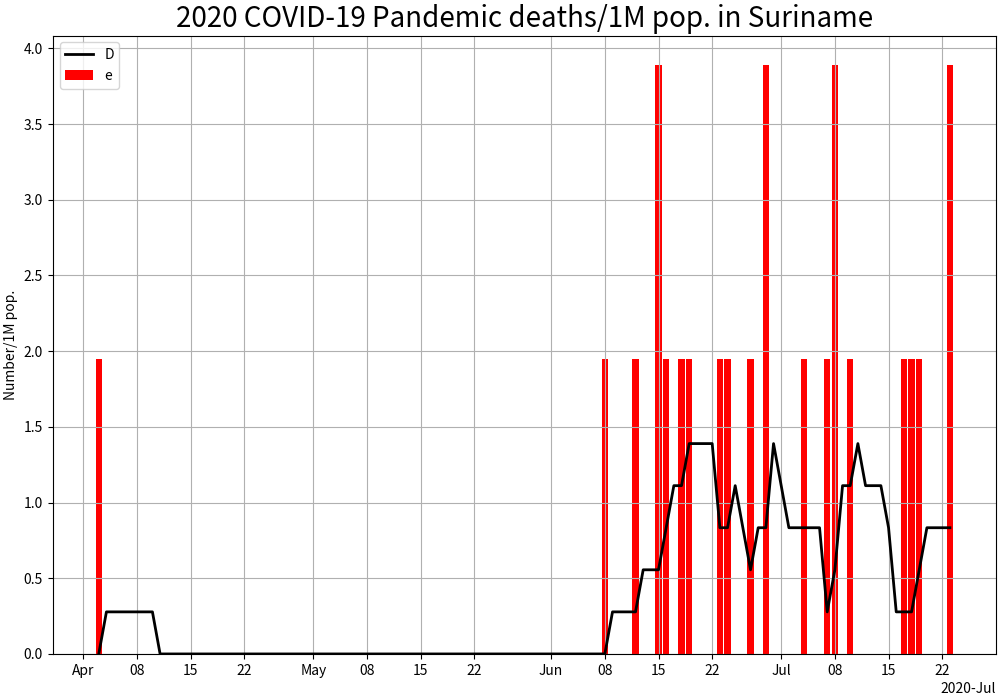 2020 COVID-19 Pandemic deaths/1M pop. in Suriname
D
e
Number/1M pop.
4.0
3.5
3.0
2.5
2.0
1.5
1.0
0.5
0.0
Apr 08 15 22 May 08 15 22 Jun 08 15 22 Jul 08 15 22
2020-Jul